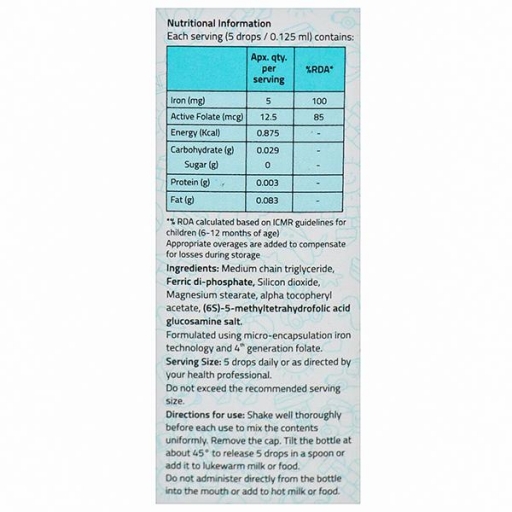 Nutritional Information
Each serving (5 drops / 0.125 ml) contains:
Apx. qty. per serving %RDA*
Iron (mg) 5 100
Active Folate (mcg) 12.5 85
Energy (Kcal) 0.875 -
Carbohydrate (g) 0.029 -
Sugar (g) 0 -
Protein (g) 0.003 -
Fat (g) 0.083 -
*% RDA calculated based on ICMR guidelines for
children (6-12 months of age)
Appropriate overages are added to compensate
for losses during storage
Ingredients: Medium chain triglyceride,
Ferric di-phosphate, Silicon dioxide,
Magnesium stearate, alpha tocopheryl
acetate, (6S)-5-methyltetrahydrofolic acid
glucosamine salt.
Formulated using micro-encapsulation iron
technology and 4th generation folate.
Serving Size: 5 drops daily or as directed by
your health professional.
Do not exceed the recommended serving
size.
Directions for use: Shake well thoroughly
before each use to mix the contents
uniformly. Remove the cap. Tilt the bottle at
about 45° to release 5 drops in a spoon or
add it to lukewarm milk or food.
Do not administer directly from the bottle
into the mouth or add to hot milk or food.